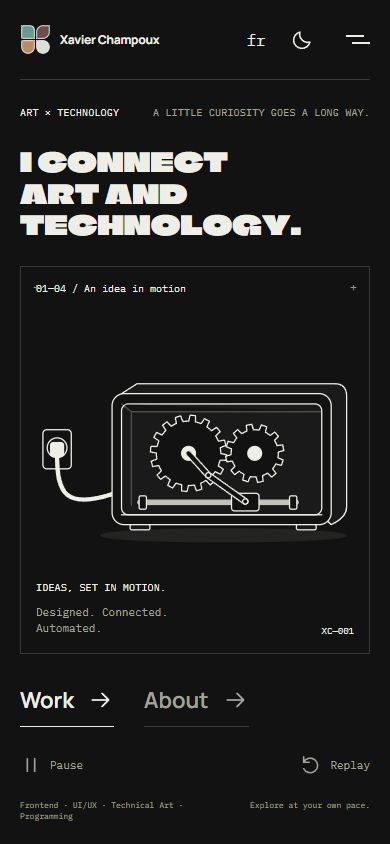 Xavier Champoux
fr
ART × TECHNOLOGY
A LITTLE CURIOSITY GOES A LONG WAY.
I CONNECT
ART AND
TECHNOLOGY.
01—04 / An idea in motion
+
IDEAS, SET IN MOTION.
Designed. Connected.
Automated.
XC—001
Work →
About →
Pause
Replay
Frontend · UI/UX · Technical Art ·
Programming
Explore at your own pace.